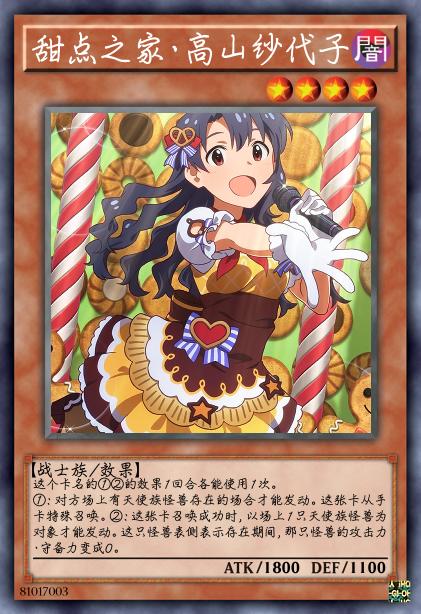 甜点之家·高山纱代子
闇
【战士族/效果】
这个卡名的①②的效果1回合各能使用1次。
①：对方场上有天使族怪兽存在的场合才能发动。这张卡从手
卡特殊召唤。②：这张卡召唤成功时，以场上1只天使族怪兽为
对象才能发动。这只怪兽表侧表示存在期间，那只怪兽的攻击力
·守备力变成0。
ATK/1800 DEF/1100
81017003